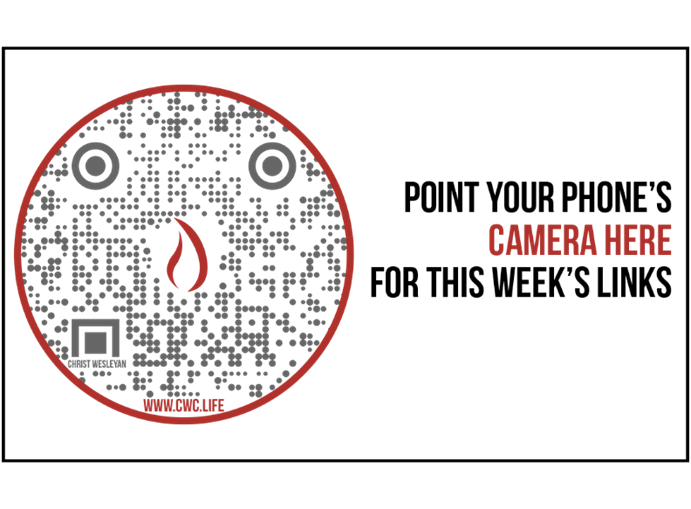 POINT YOUR PHONE'S
CAMERA HERE
FOR THIS WEEK'S LINKS
CHRIST WESLEYAN
WWW.CWC.LIFE